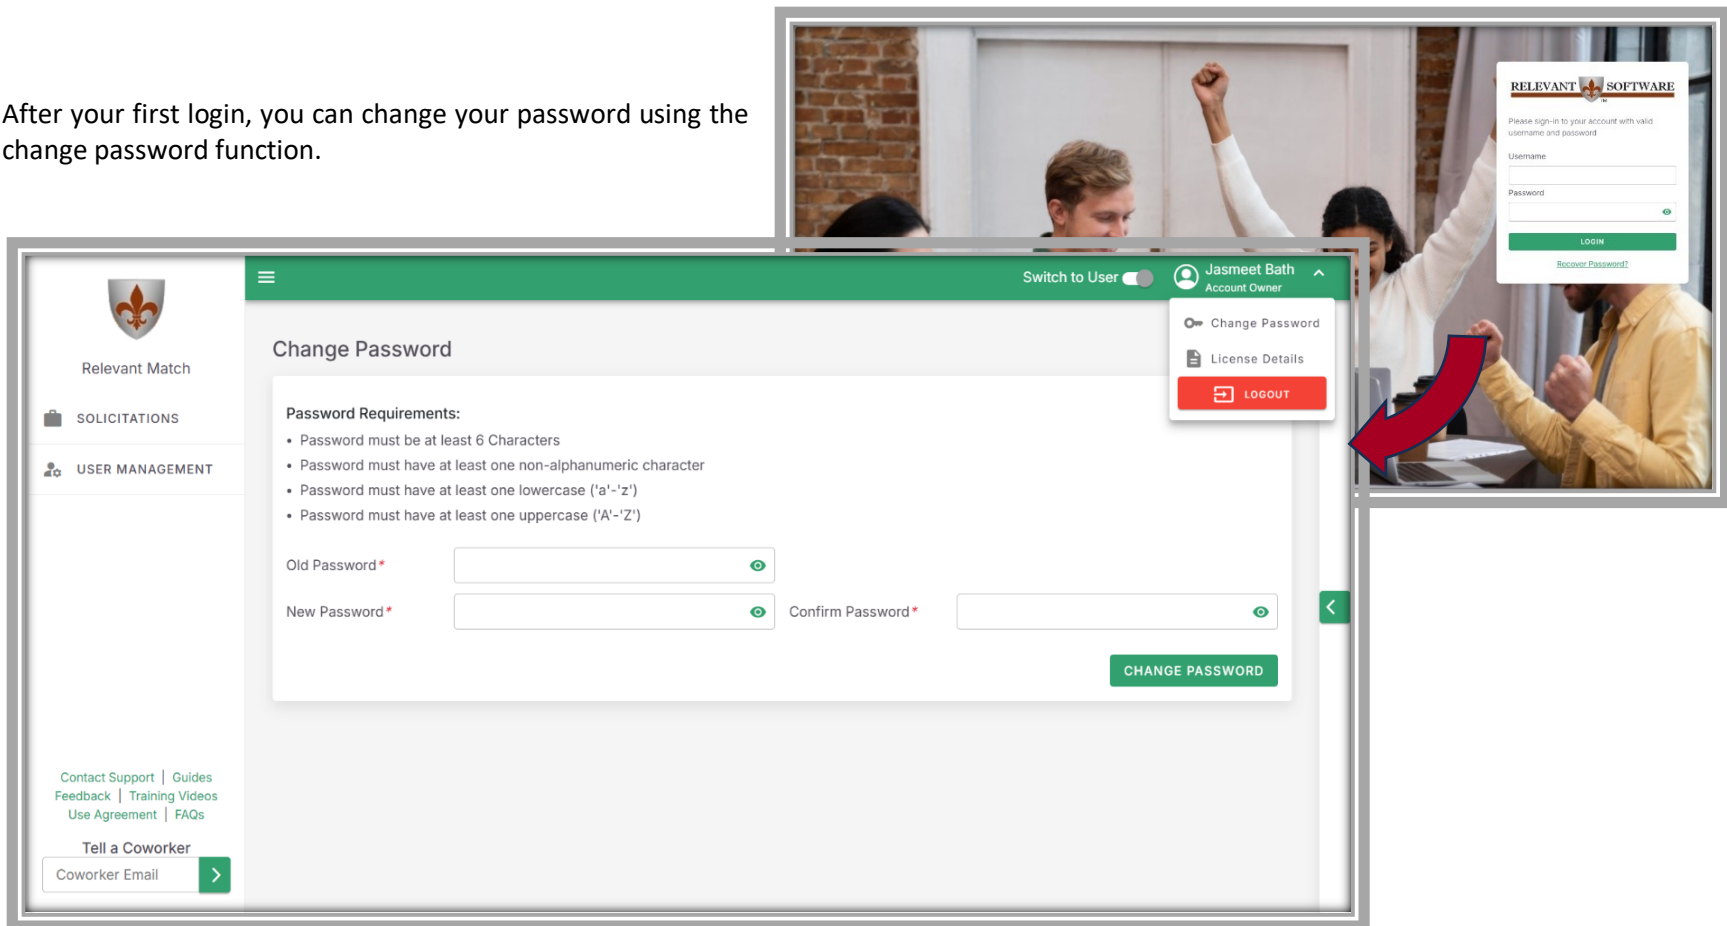 After your first login, you can change your password using the
change password function.
RELEVANT SOFTWARE
TM
Please sign-in to your account with valid
username and password
Username
Password
LOGIN
Recover Password?
Switch to User
Jasmeet Bath
Account Owner
Change Password
License Details
LOGOUT
Relevant Match
SOLICITATIONS
USER MANAGEMENT
Contact Support | Guides
Feedback | Training Videos
Use Agreement | FAQs
Tell a Coworker
Coworker Email
Change Password
Password Requirements:
• Password must be at least 6 Characters
• Password must have at least one non-alphanumeric character
• Password must have at least one lowercase ('a'-'z')
• Password must have at least one uppercase ('A'-'Z')
Old Password*
New Password*
Confirm Password*
CHANGE PASSWORD